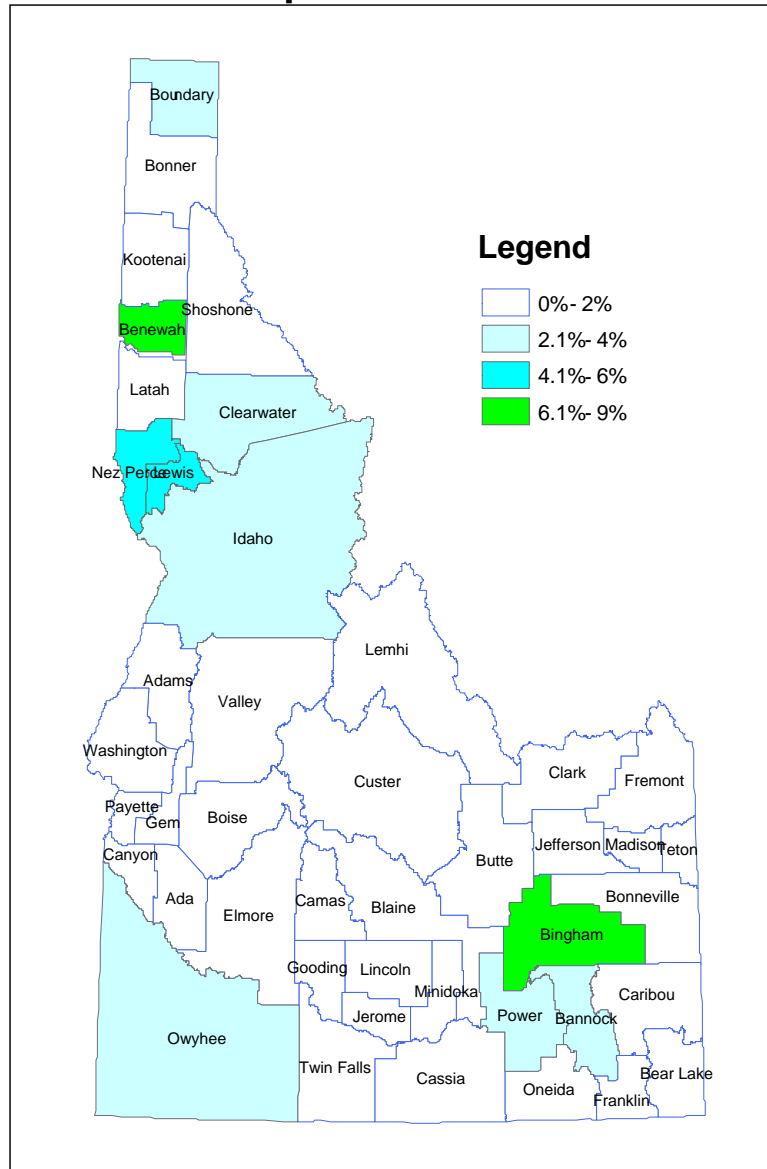 Boundary
Bonner
Legend
Kootenai
0%- 2%
Shoshone
Benewah
2.1%- 4%
4.1%- 6%
Latah
6.1%- 9%
Clearwater
Nez Perce
Lewis
Idaho
Lemhi
Adams
Valley
Washington
Custer
Clark
Fremont
Payette
Gem
Boise
Canyon
Butte
Jefferson
Madison
Teton
Ada
Elmore
Camas
Blaine
Bonneville
Bingham
Gooding
Lincoln
Minidoka
Caribou
Jerome
Power
Bannock
Owyhee
Twin Falls
Cassia
Oneida
Bear Lake
Franklin